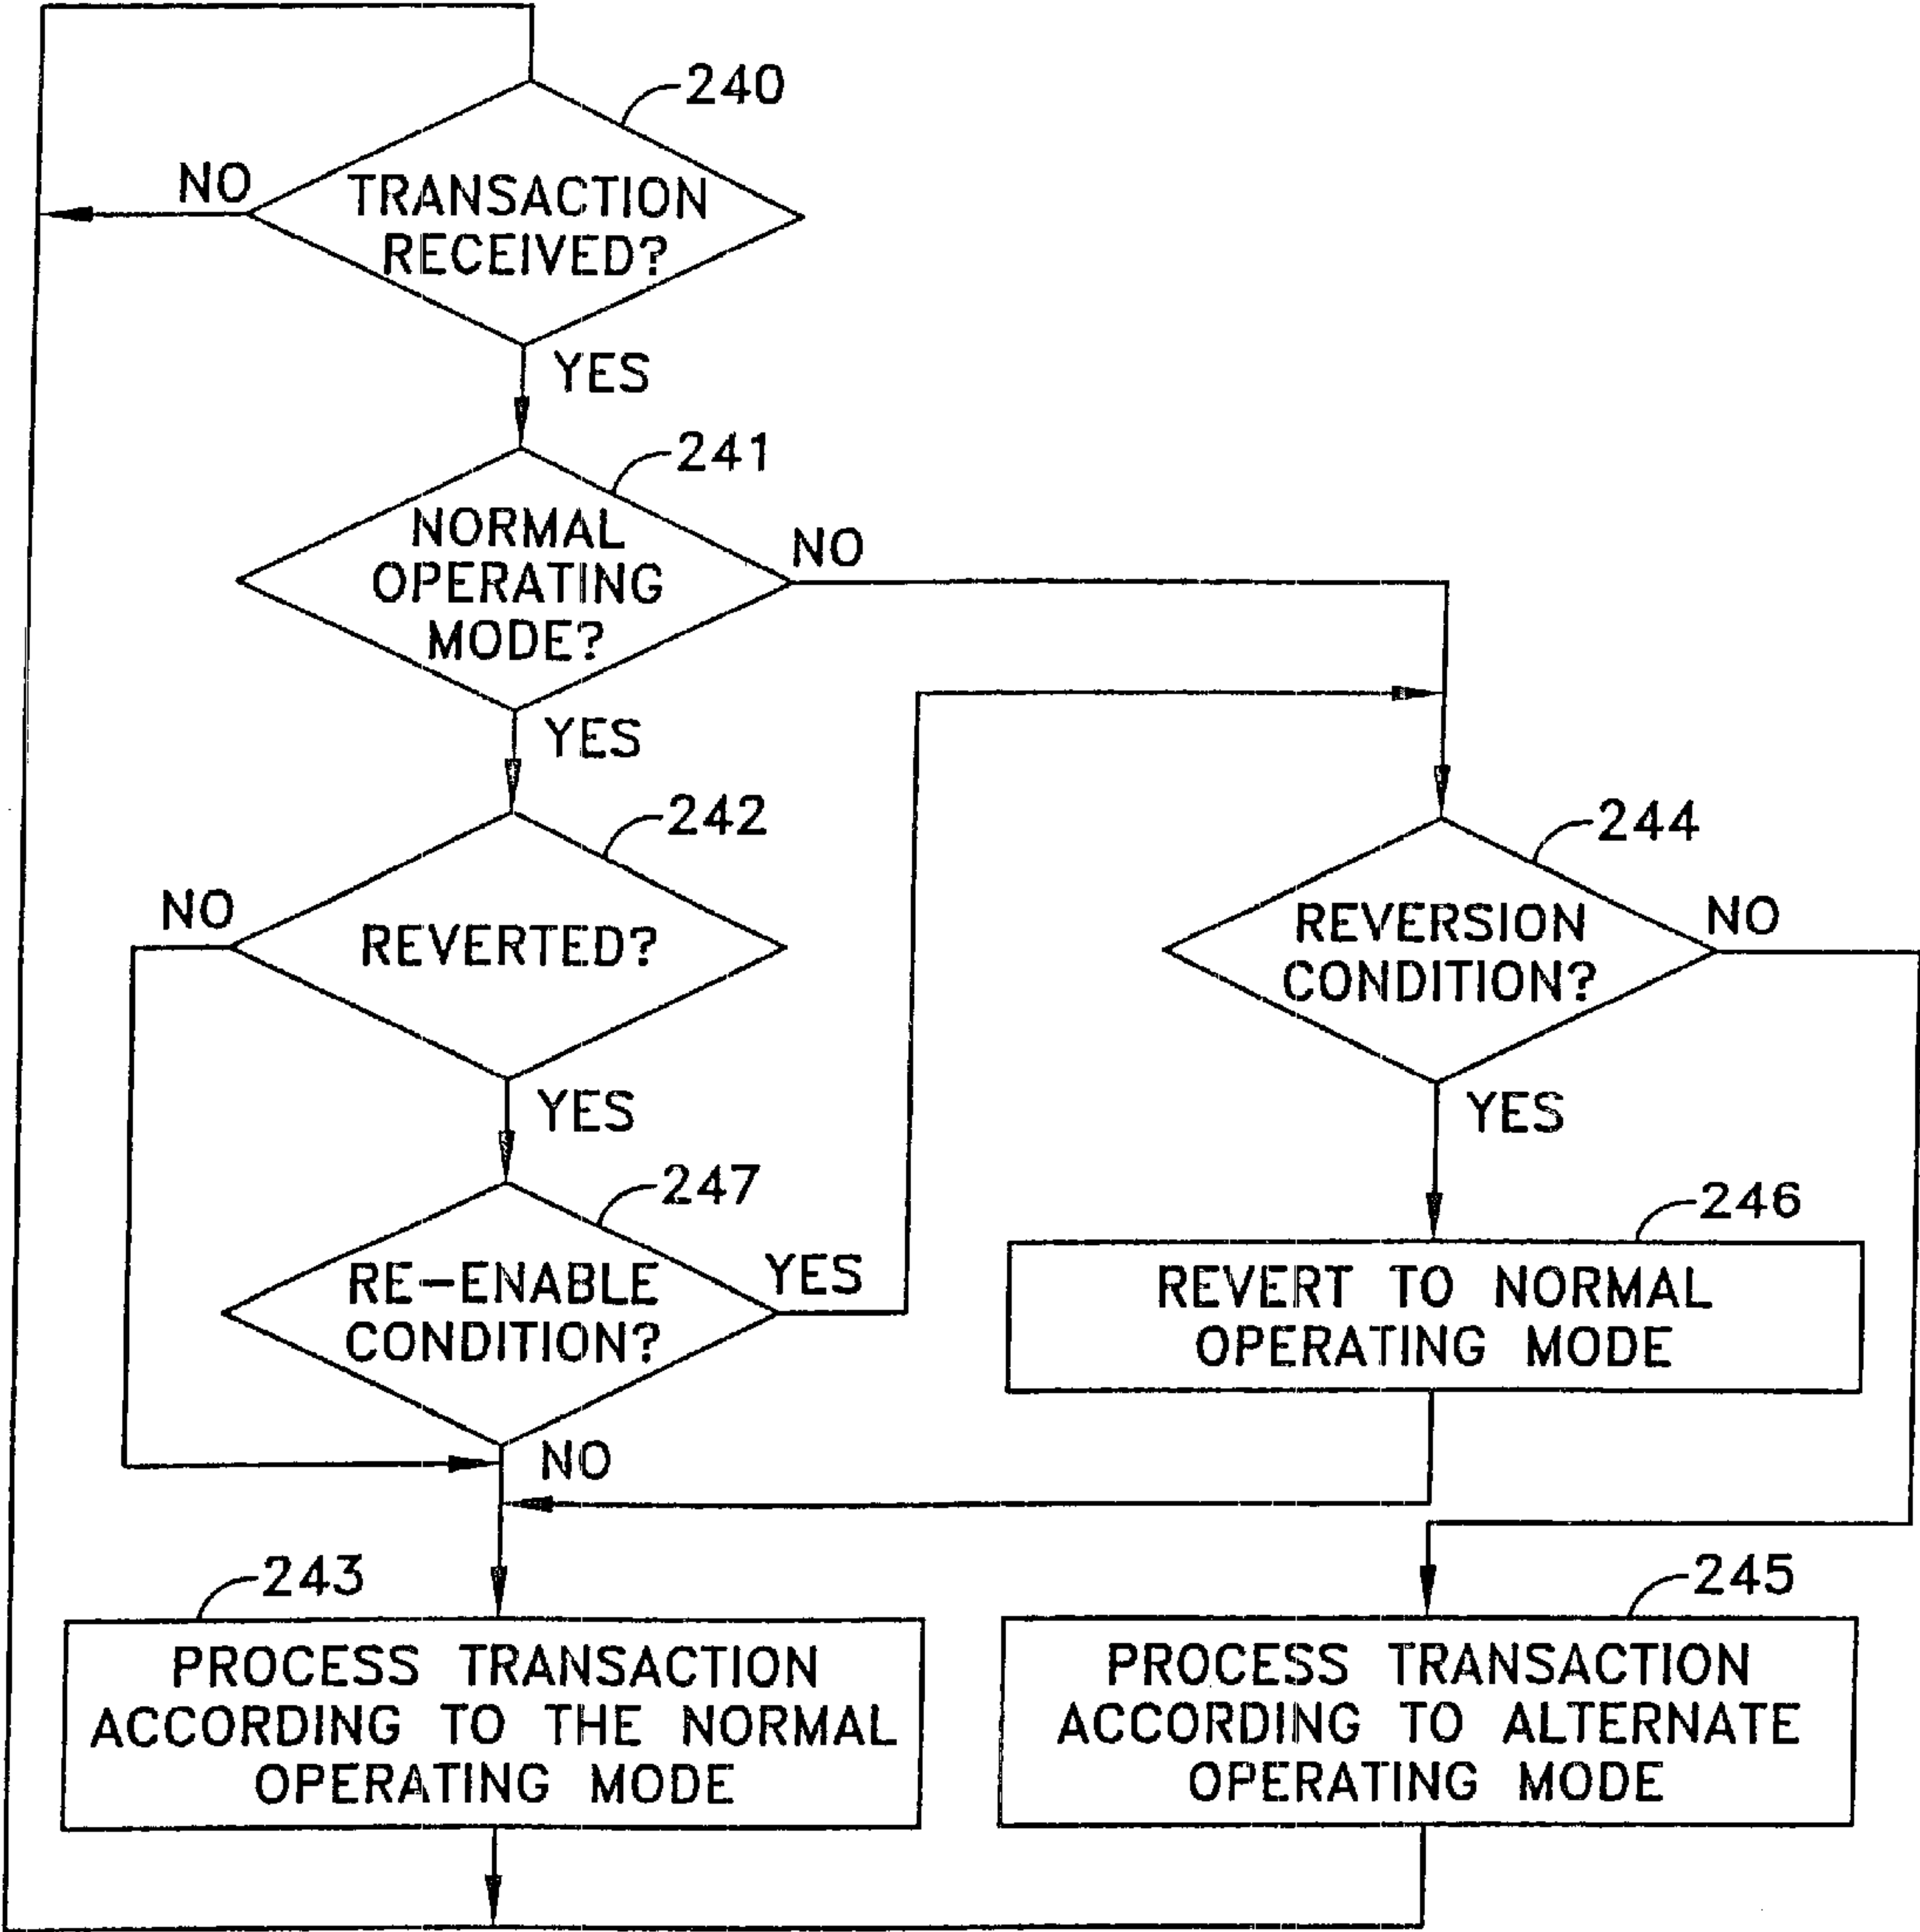 240
NO
TRANSACTION
RECEIVED?
YES
241
NORMAL
OPERATING
MODE?
NO
YES
242
NO
REVERTED?
YES
244
REVERSION
CONDITION?
NO
YES
247
RE-ENABLE
CONDITION?
YES
NO
246
REVERT TO NORMAL
OPERATING MODE
243
PROCESS TRANSACTION
ACCORDING TO THE NORMAL
OPERATING MODE
245
PROCESS TRANSACTION
ACCORDING TO ALTERNATE
OPERATING MODE